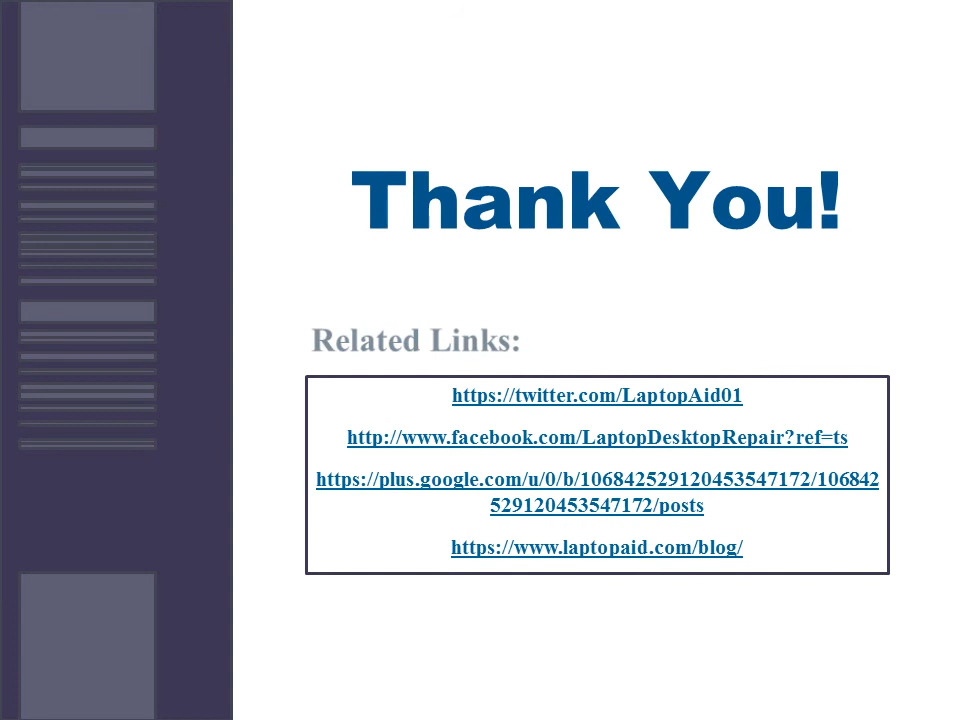 Thank You!
Related Links:
https://twitter.com/LaptopAid01
http://www.facebook.com/LaptopDesktopRepair?ref=ts
https://plus.google.com/u/0/b/106842529120453547172/106842
529120453547172/posts
https://www.laptopaid.com/blog/